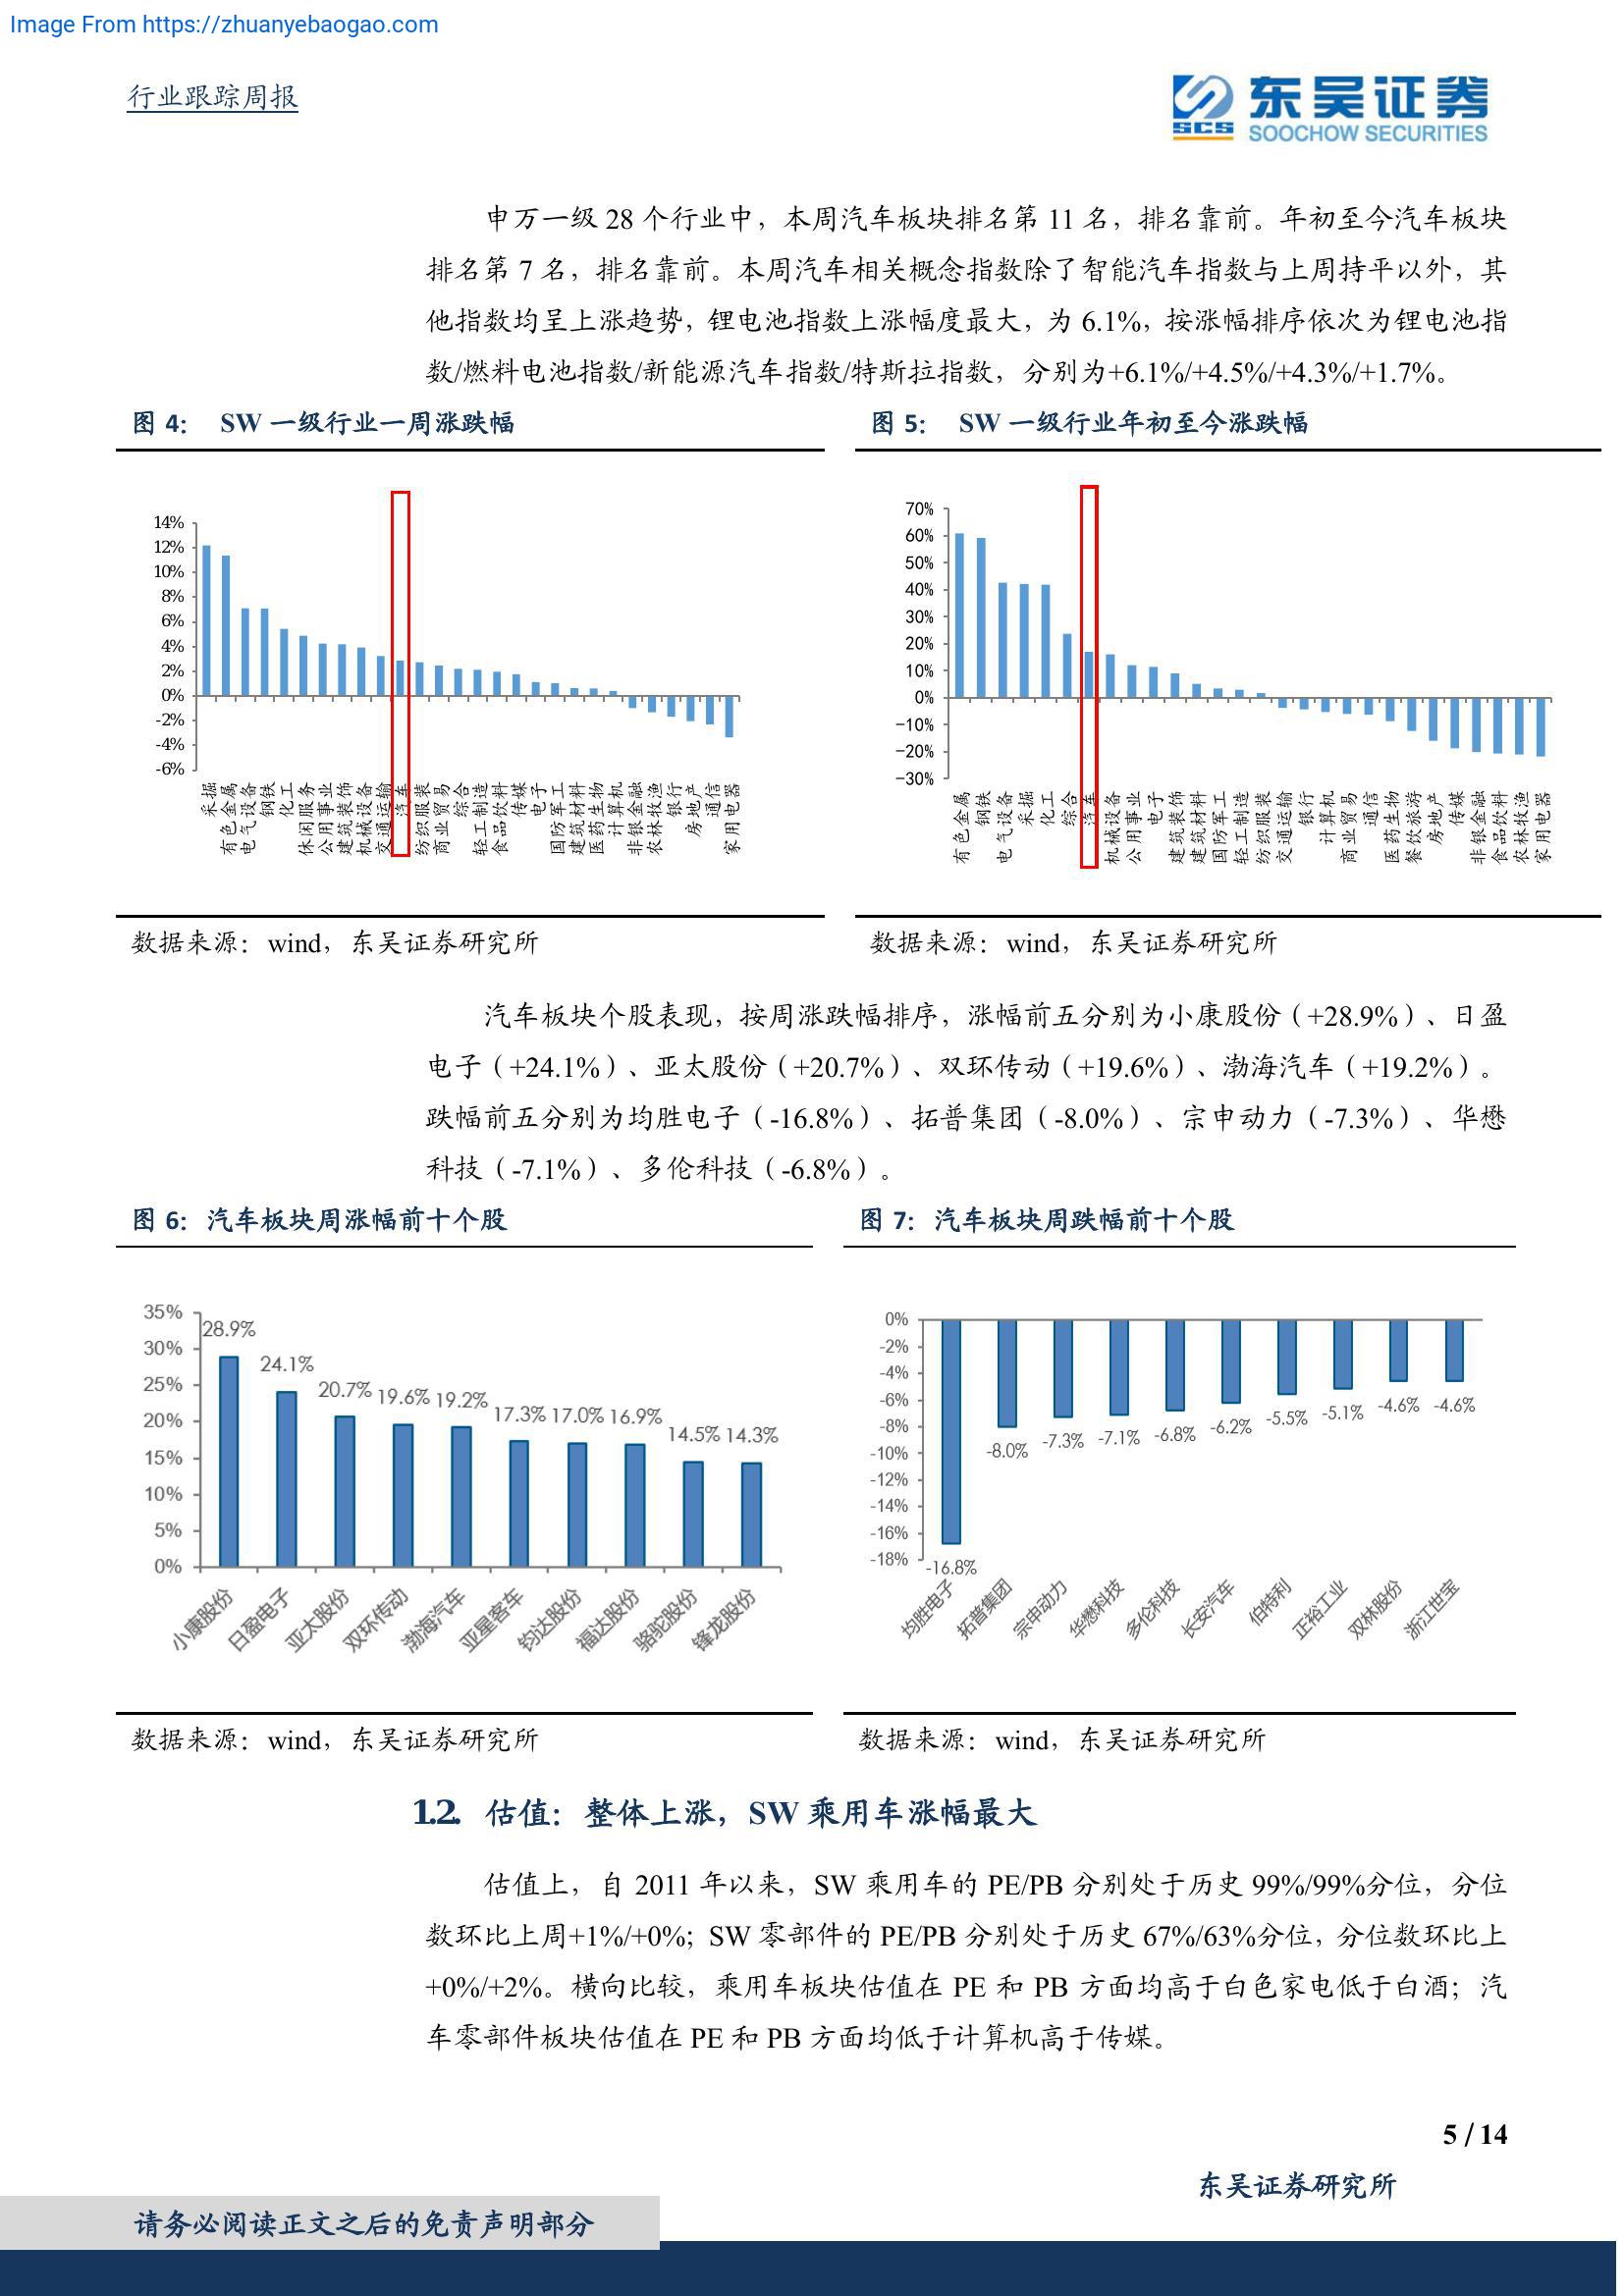 Image From https://zhuanyebaogao.com
行业跟踪周报
东吴证券
SCS
SOOCHOW SECURITIES
申万一级 28 个行业中，本周汽车板块排名第 11 名，排名靠前。年初至今汽车板块
排名第 7 名，排名靠前。本周汽车相关概念指数除了智能汽车指数与上周持平以外，其
他指数均呈上涨趋势，锂电池指数上涨幅度最大，为 6.1%，按涨幅排序依次为锂电池指
数/燃料电池指数/新能源汽车指数/特斯拉指数，分别为+6.1%/+4.5%/+4.3%/+1.7%。
图 4： SW 一级行业一周涨跌幅
14%
12%
10%
8%
6%
4%
2%
0%
-2%
-4%
-6%
采掘
有色金属
电气设备
钢铁
化工
休闲服务
公用事业
建筑装饰
机械设备
交通运输
汽车
纺织服装
商业贸易
综合
轻工制造
食品饮料
传媒
电子
国防军工
建筑材料
医药生物
计算机
非银金融
农林牧渔
银行
房地产
通信
家用电器
图 5： SW 一级行业年初至今涨跌幅
70%
60%
50%
40%
30%
20%
10%
0%
-10%
-20%
-30%
有色金属
钢铁
电气设备
采掘
化工
综合
汽车
机械设备
公用事业
电子
建筑装饰
建筑材料
国防军工
轻工制造
纺织服装
交通运输
银行
计算机
商业贸易
通信
医药生物
餐饮旅游
房地产
传媒
非银金融
食品饮料
农林牧渔
家用电器
数据来源：wind，东吴证券研究所
数据来源：wind，东吴证券研究所
汽车板块个股表现，按周涨跌幅排序，涨幅前五分别为小康股份（+28.9%）、日盈
电子（+24.1%）、亚太股份（+20.7%）、双环传动（+19.6%）、渤海汽车（+19.2%）。
跌幅前五分别为均胜电子（-16.8%）、拓普集团（-8.0%）、宗申动力（-7.3%）、华懋
科技（-7.1%）、多伦科技（-6.8%）。
图 6：汽车板块周涨幅前十个股
35%
30%
25%
20%
15%
10%
5%
0%
28.9%
24.1%
20.7%
19.6%
19.2%
17.3%
17.0%
16.9%
14.5%
14.3%
小康股份
日盈电子
亚太股份
双环传动
渤海汽车
亚星客车
钧达股份
福达股份
骆驼股份
锋龙股份
图 7：汽车板块周跌幅前十个股
0%
-2%
-4%
-6%
-8%
-10%
-12%
-14%
-16%
-18%
-16.8%
-8.0%
-7.3%
-7.1%
-6.8%
-6.2%
-5.5%
-5.1%
-4.6%
-4.6%
均胜电子
拓普集团
宗申动力
华懋科技
多伦科技
长安汽车
伯特利
正裕工业
双林股份
浙江世宝
数据来源：wind，东吴证券研究所
数据来源：wind，东吴证券研究所
1.2. 估值：整体上涨，SW 乘用车涨幅最大
估值上，自 2011 年以来，SW 乘用车的 PE/PB 分别处于历史 99%/99%分位，分位
数环比上周+1%/+0%；SW 零部件的 PE/PB 分别处于历史 67%/63%分位，分位数环比上
+0%/+2%。横向比较，乘用车板块估值在 PE 和 PB 方面均高于白色家电低于白酒；汽
车零部件板块估值在 PE 和 PB 方面均低于计算机高于传媒。
5 / 14
东吴证券研究所
请务必阅读正文之后的免责声明部分